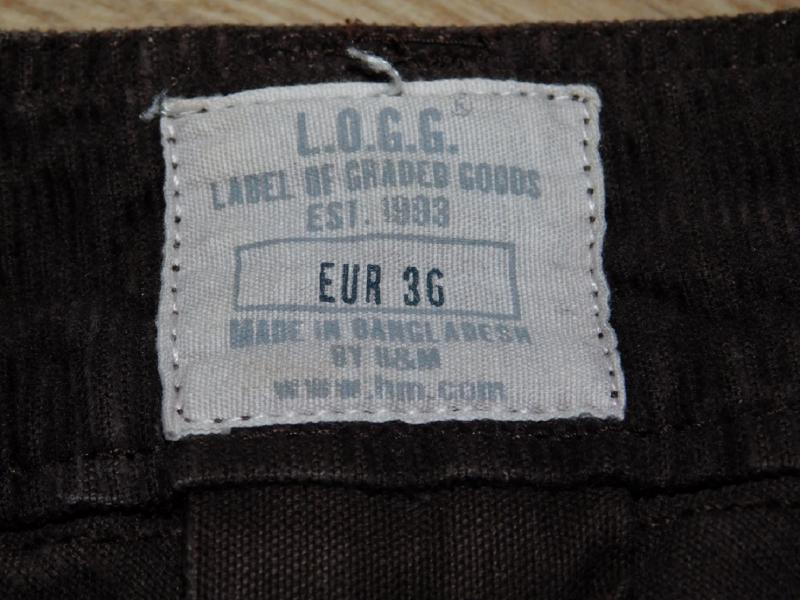 L.O.G.G.®
LABEL OF GRADED GOODS
EST. 1993
EUR 36
MADE IN BANGLADESH
BY H&M
www.hm.com